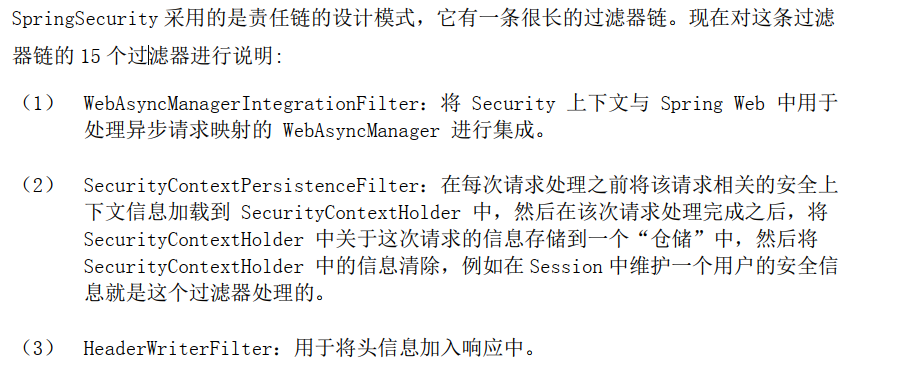 SpringSecurity 采用的是责任链的设计模式，它有一条很长的过滤器链。现在对这条过滤
器链的 15 个过滤器进行说明:
（1） WebAsyncManagerIntegrationFilter：将 Security 上下文与 Spring Web 中用于
处理异步请求映射的 WebAsyncManager 进行集成。
（2） SecurityContextPersistenceFilter：在每次请求处理之前将该请求相关的安全上
下文信息加载到 SecurityContextHolder 中，然后在该次请求处理完成之后，将
SecurityContextHolder 中关于这次请求的信息存储到一个“仓储”中，然后将
SecurityContextHolder 中的信息清除，例如在 Session 中维护一个用户的安全信
息就是这个过滤器处理的。
（3） HeaderWriterFilter：用于将头信息加入响应中。